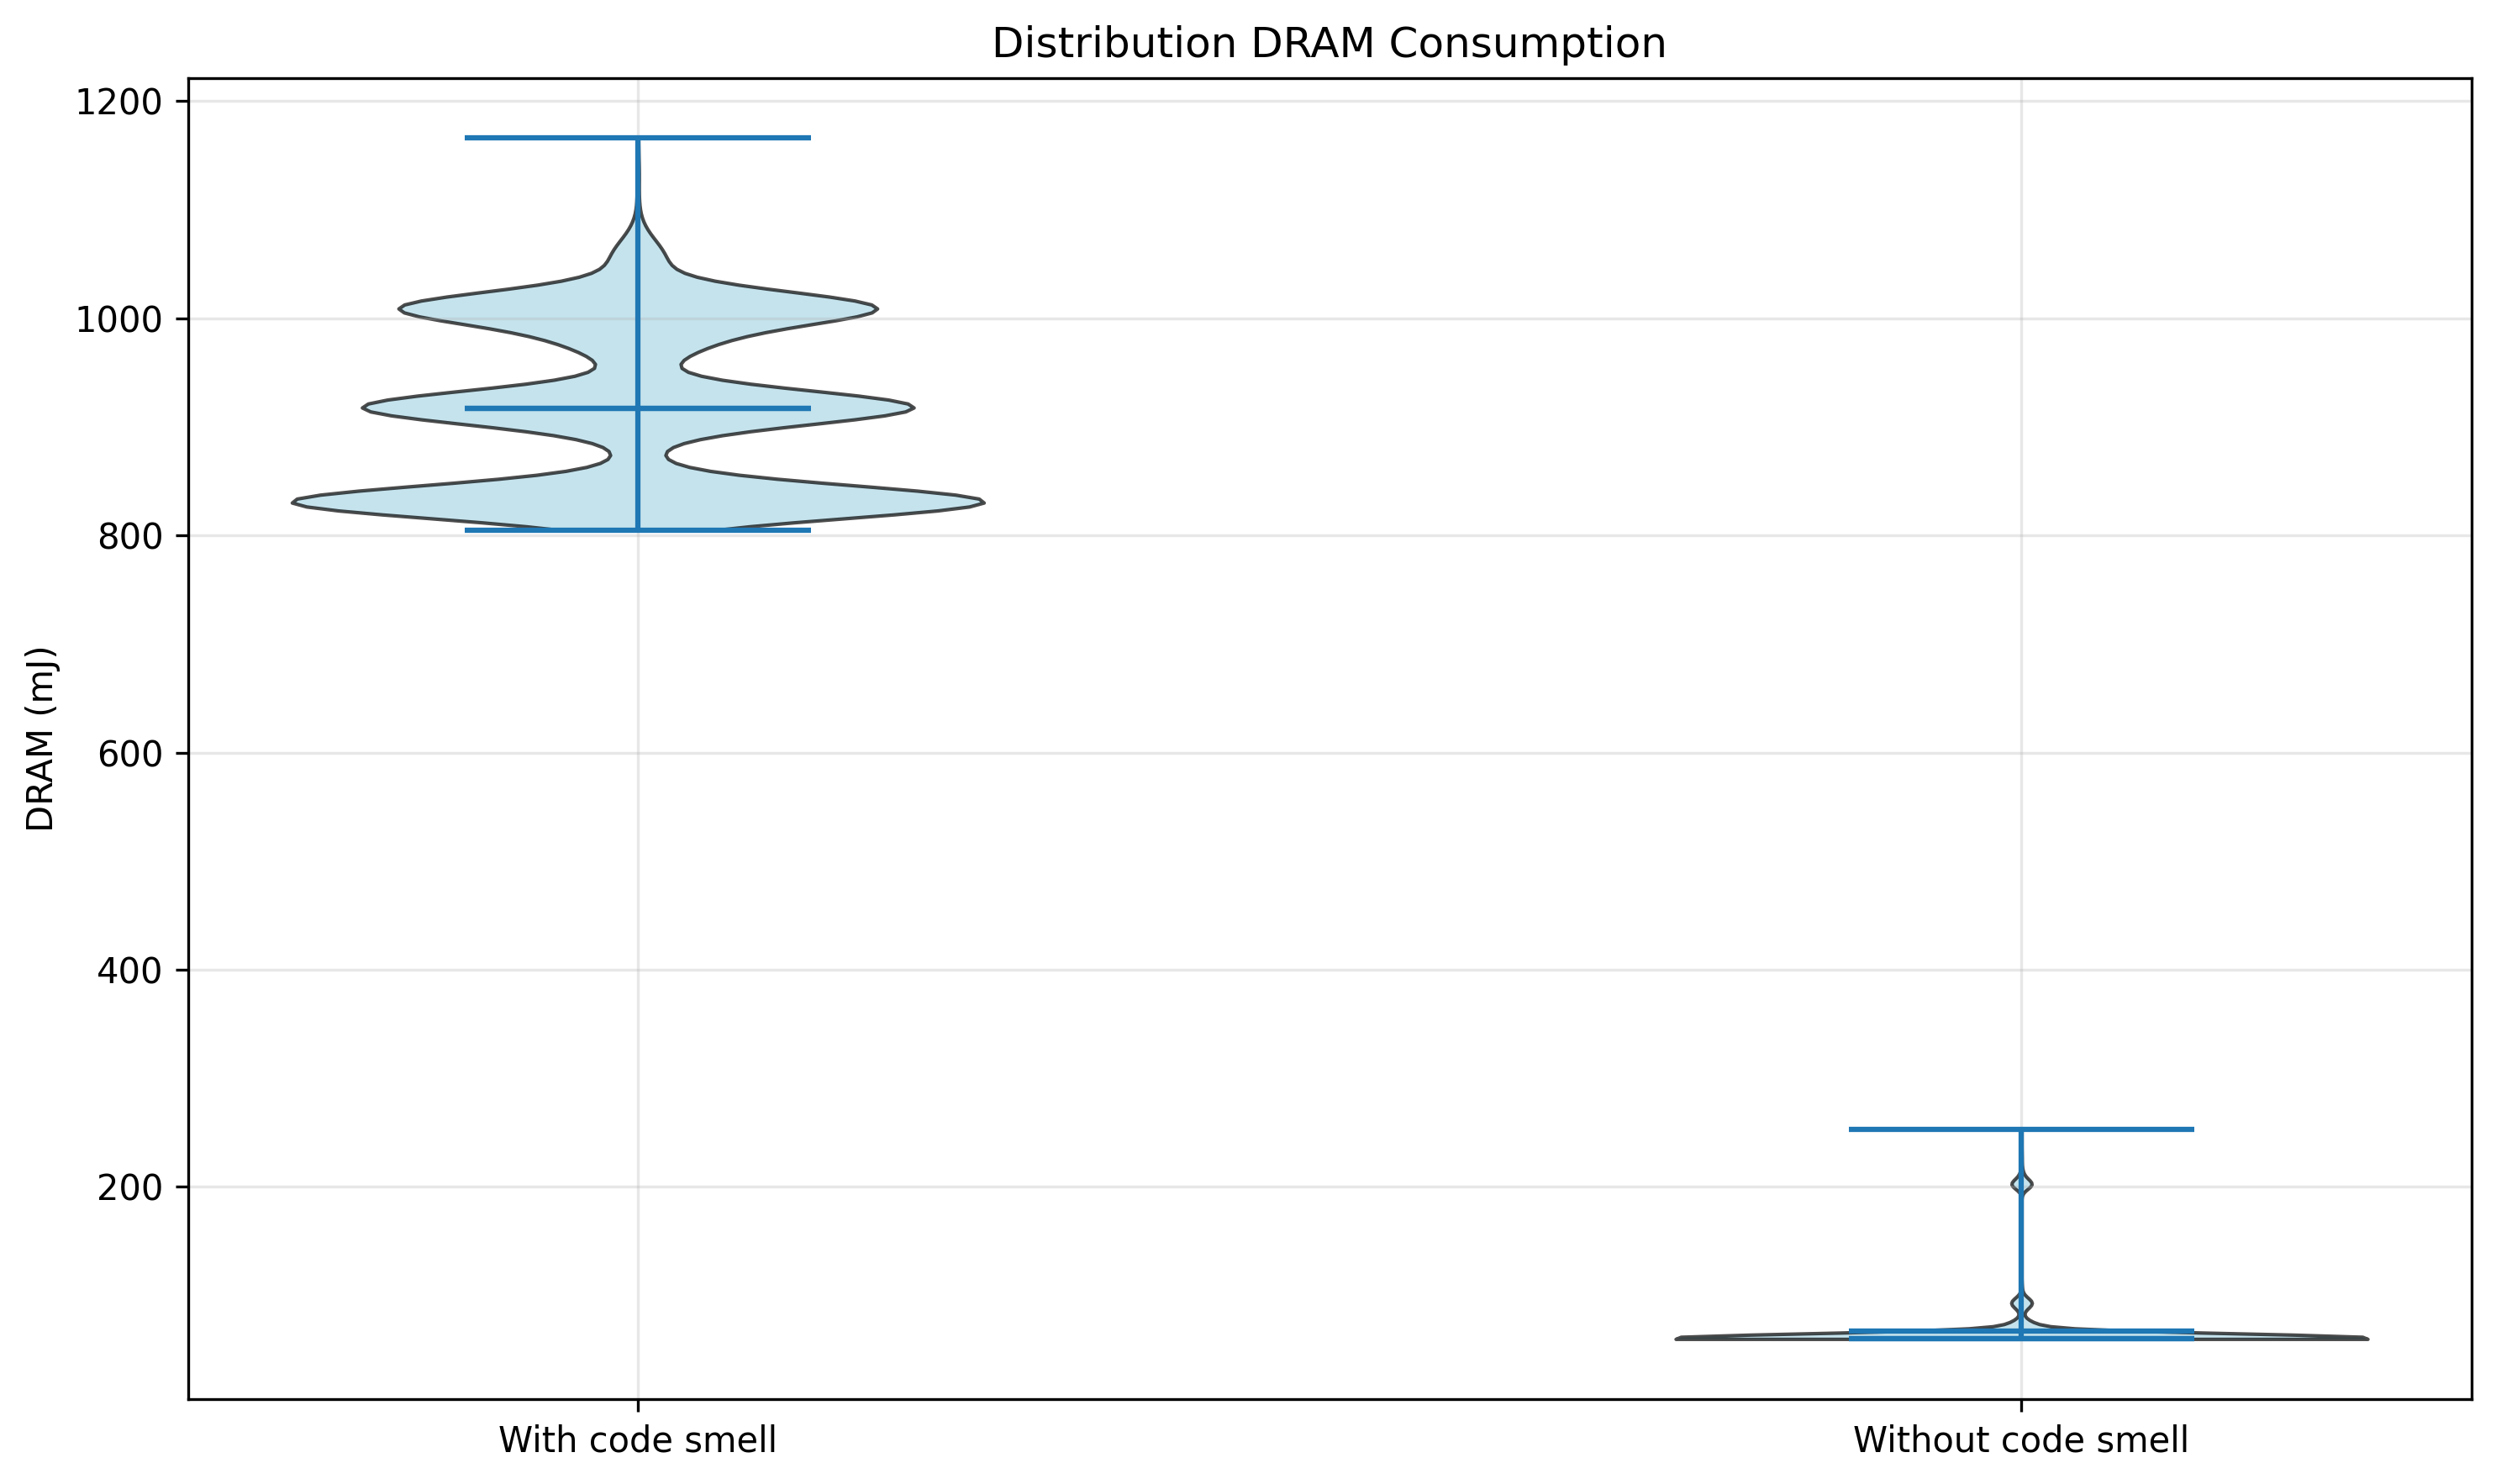 Distribution DRAM Consumption
1200
1000
800
600
400
200
DRAM (mJ)
With code smell
Without code smell